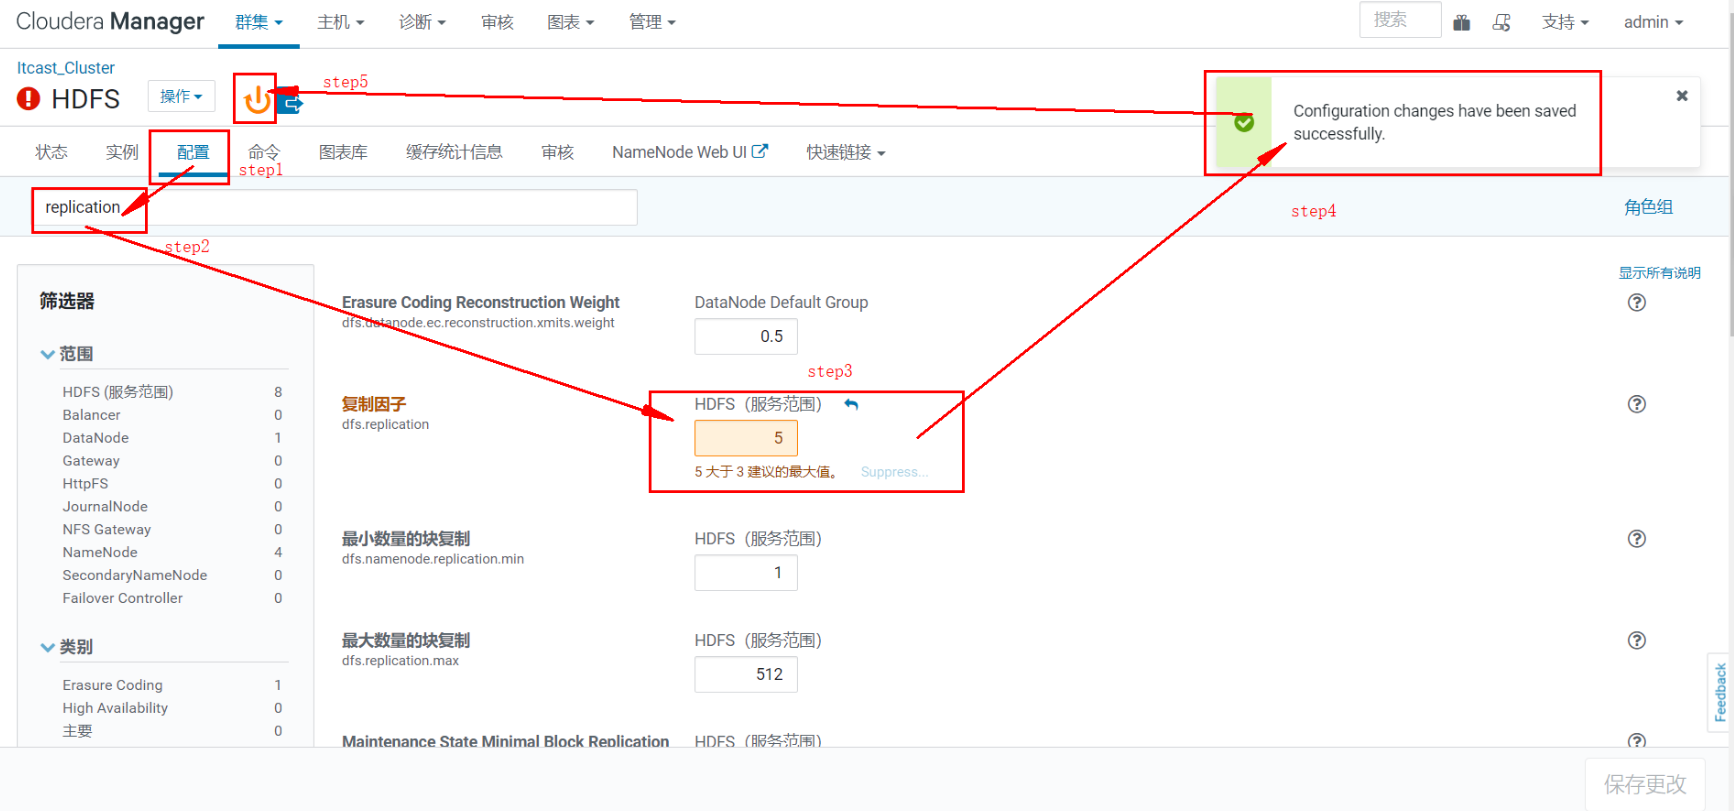 Cloudera Manager 群集 主机 诊断 审核 图表 管理 搜索 支持 admin
Itcast_Cluster
HDFS 操作 step5
Configuration changes have been saved
successfully.
状态 实例 配置 命令 图表库 缓存统计信息 审核 NameNode Web UI 快速链接
step1
replication
step4
角色组
step2
显示所有说明
筛选器
范围
HDFS (服务范围) 8
Balancer 0
DataNode 1
Gateway 0
HttpFS 0
JournalNode 0
NFS Gateway 0
NameNode 4
SecondaryNameNode 0
Failover Controller 0
类别
Erasure Coding 1
High Availability 0
主要 0
Erasure Coding Reconstruction Weight DataNode Default Group
dfs.datanode.ec.reconstruction.xmits.weight
0.5
step3
复制因子 HDFS（服务范围）
dfs.replication
5
5 大于 3 建议的最大值。 Suppress...
最小数量的块复制 HDFS（服务范围）
dfs.namenode.replication.min
1
最大数量的块复制 HDFS（服务范围）
dfs.replication.max
512
Maintenance State Minimal Block Replication HDFS（服务范围）
Feedback
保存更改